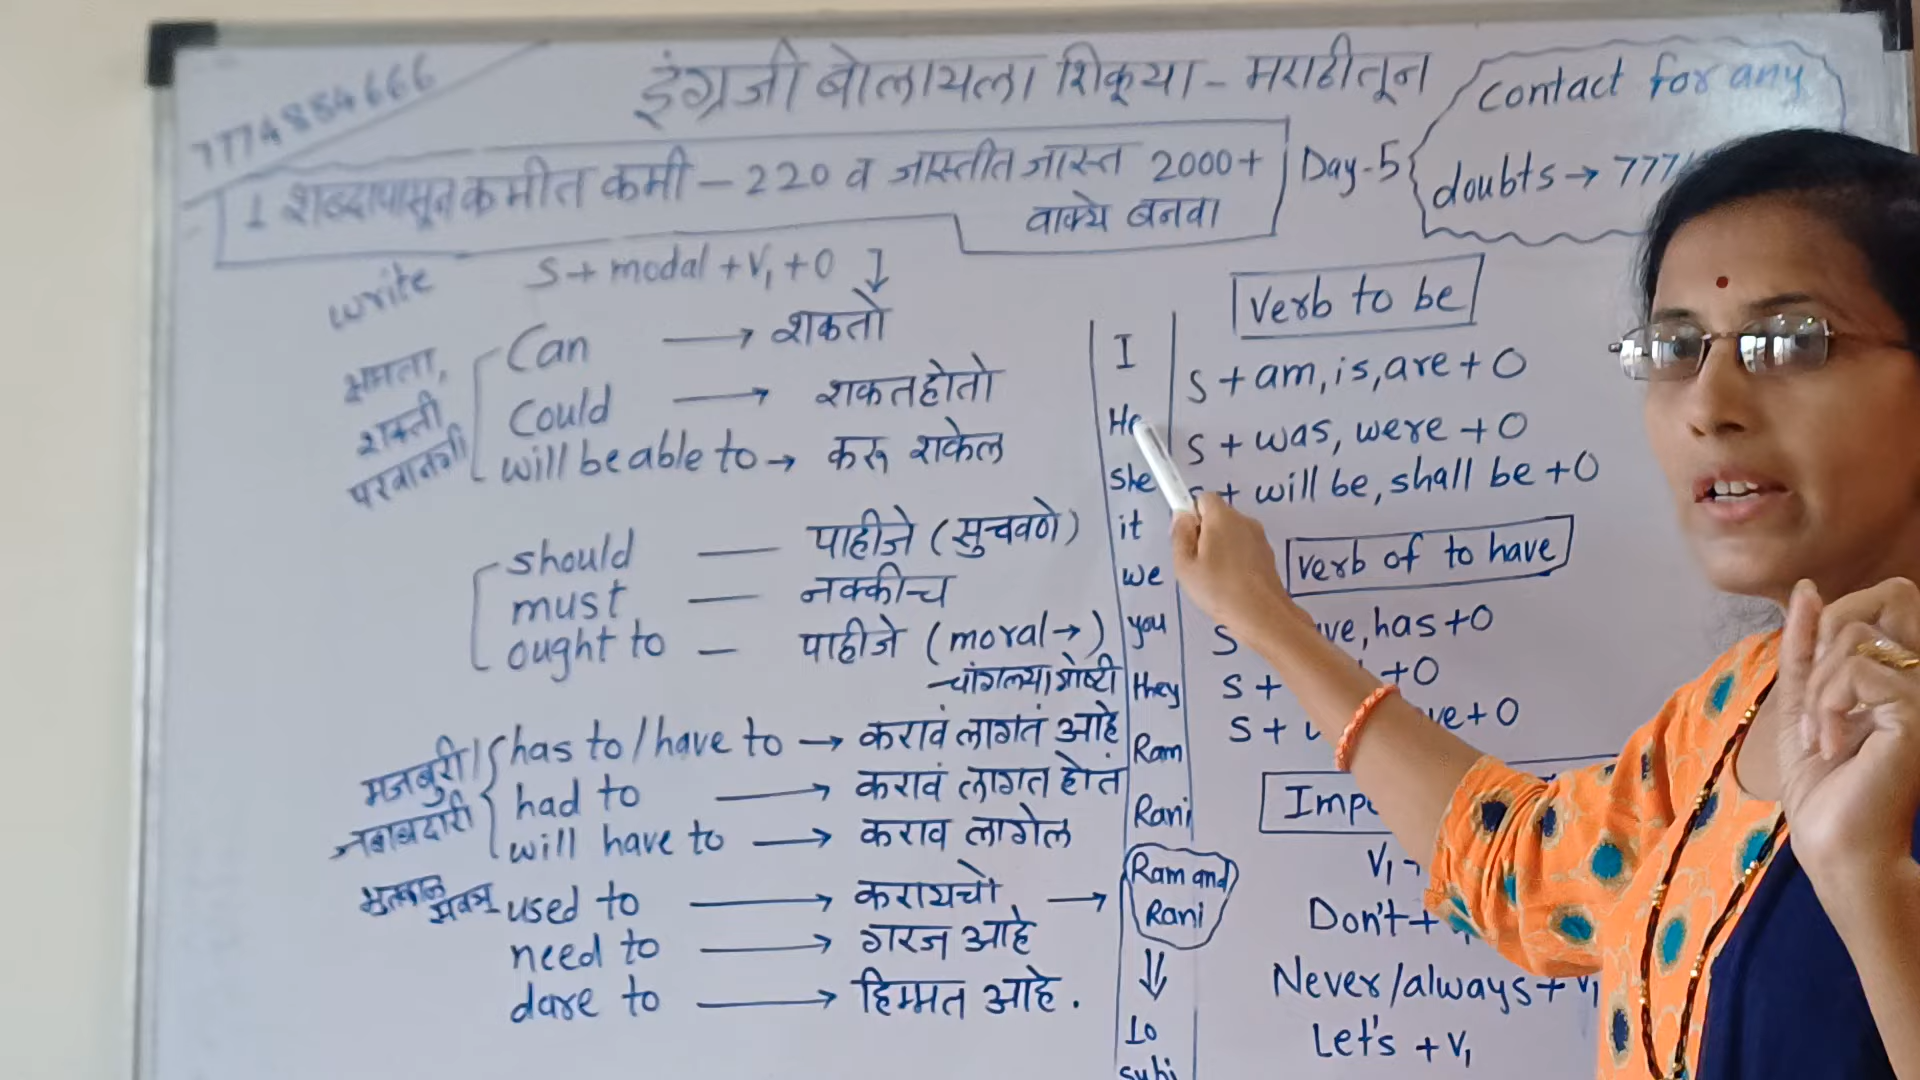 7774884666
इंग्रजी बोलायला शिकूया - मराठीतून
contact for any
doubts → 777
1 शब्दापासून कमीत कमी - 220 व जास्तीत जास्त 2000+
वाक्ये बनवा
Day-5
write
S + modal + V₁ + O
क्षमता,
शक्ती
परवानगी
Can → शकतो
Could → शकत होतो
will be able to → करू शकेल
should — पाहीजे (सुचवणे)
must — नक्कीच
ought to — पाहीजे (moral →)
चांगल्या गोष्टी
मजबुरी /
जबाबदारी
has to / have to → करावं लागतं आहे
had to → करावं लागत होतं
will have to → कराव लागेल
used to → करायचो →
need to → गरज आहे
dare to → हिम्मत आहे.
I
He
she
it
we
you
they
Ram
Rani
Ram and
Rani
⇓
10
subj
Verb to be
S + am, is, are + O
S + was, were + O
S + will be, shall be + O
verb of to have
S ve, has + O
S + + O
S + ve + O
Imp
V₁
Don't +
Never/always + V₁
Let's + V₁